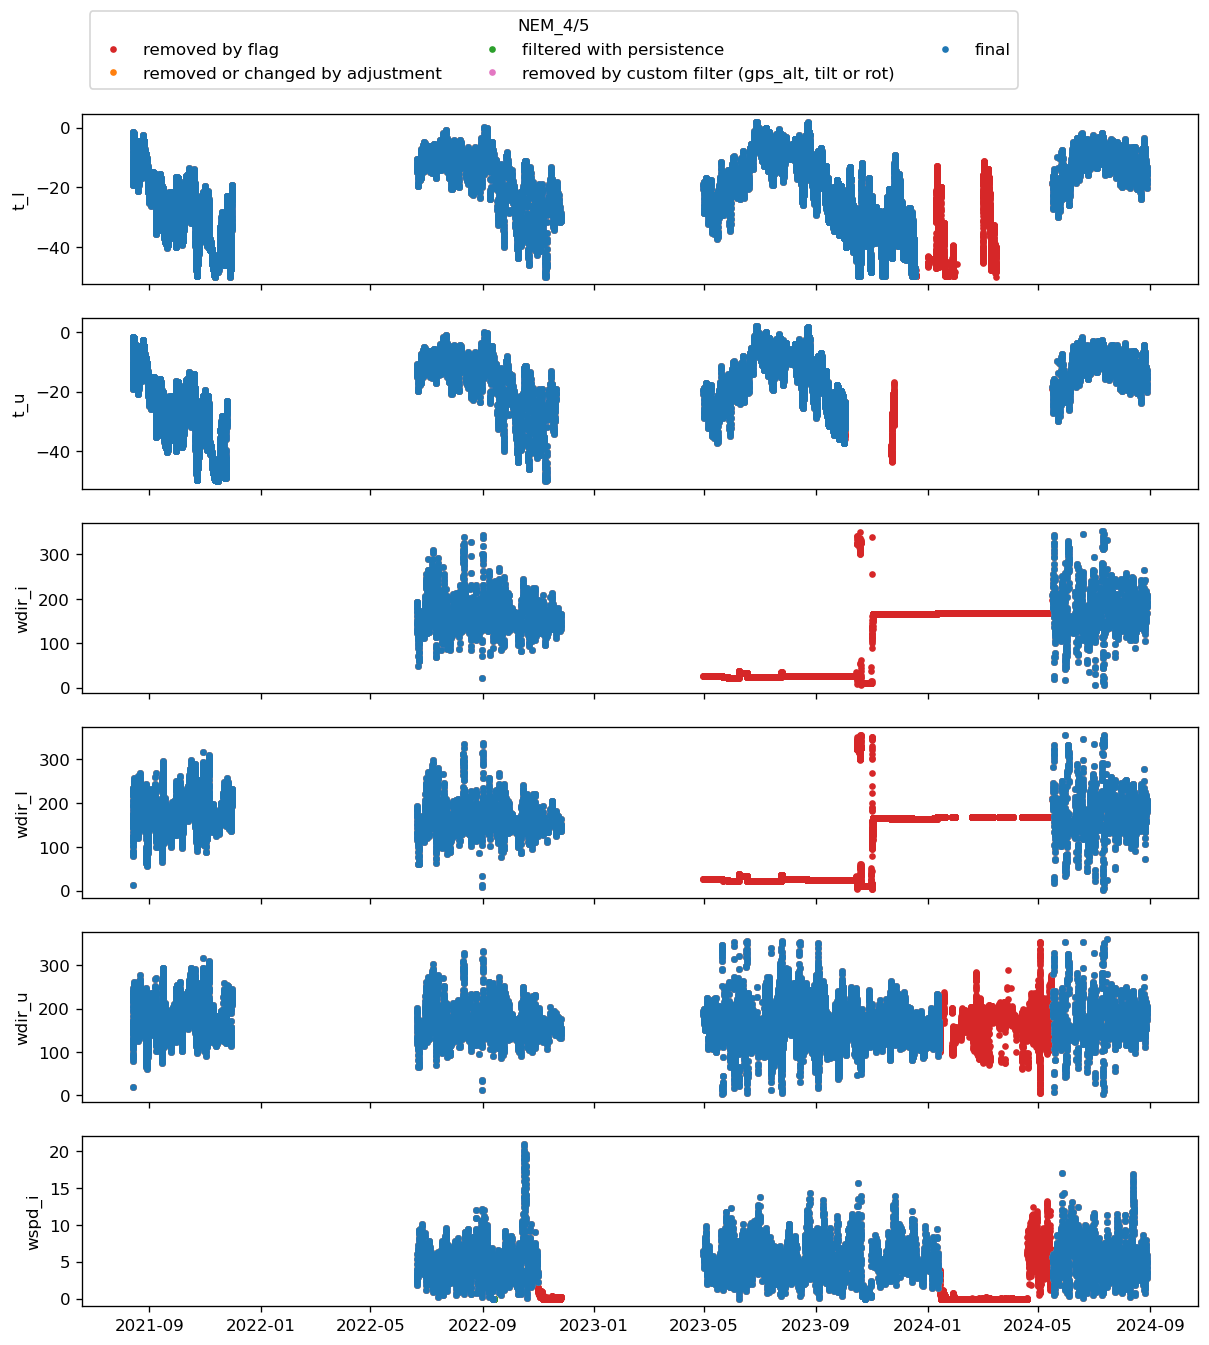 NEM_4/5
removed by flag
filtered with persistence
final
removed or changed by adjustment
removed by custom filter (gps_alt, tilt or rot)
t_l
0
−20
−40
t_u
0
−20
−40
wdir_i
300
200
100
0
wdir_l
300
200
100
0
wdir_u
300
200
100
0
wspd_i
20
15
10
5
0
2021-09 2022-01 2022-05 2022-09 2023-01 2023-05 2023-09 2024-01 2024-05 2024-09